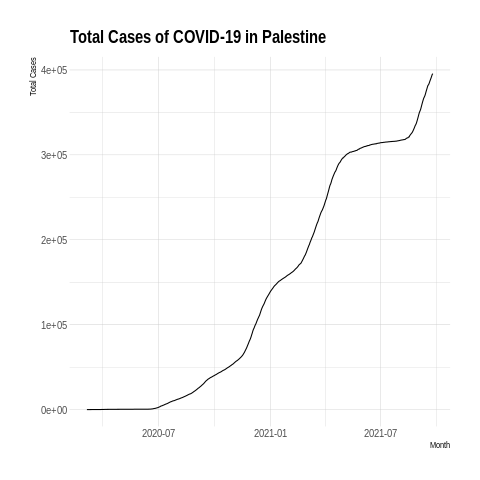 Total Cases of COVID-19 in Palestine
Total Cases
4e+05
3e+05
2e+05
1e+05
0e+00
2020-07 2021-01 2021-07
Month